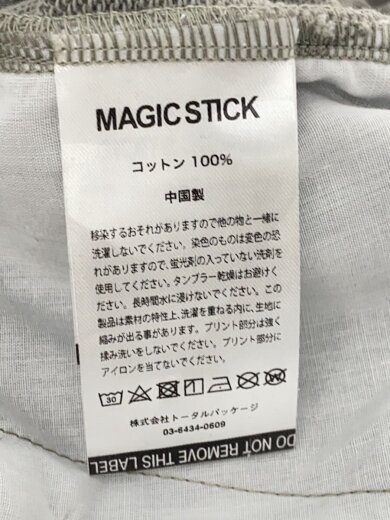 MAGIC STICK
コットン 100%
中国製
移染するおそれがありますので他の物と一緒に
洗濯しないでください。染色のものは変色の恐
れがありますので、蛍光剤の入っていない洗剤を
使用してください。タンブラー乾燥はお避けく
ださい。長時間水に浸けないでください。この
製品は素材の特性上、洗濯を重ねる内に、生地に
縮みが出る事があります。プリント部分は強く
揉み洗いをしないでください。プリント部分に
アイロンを当てないでください。
30
株式会社トータルパッケージ
03-6434-0609
DO NOT REMOVE THIS LABEL